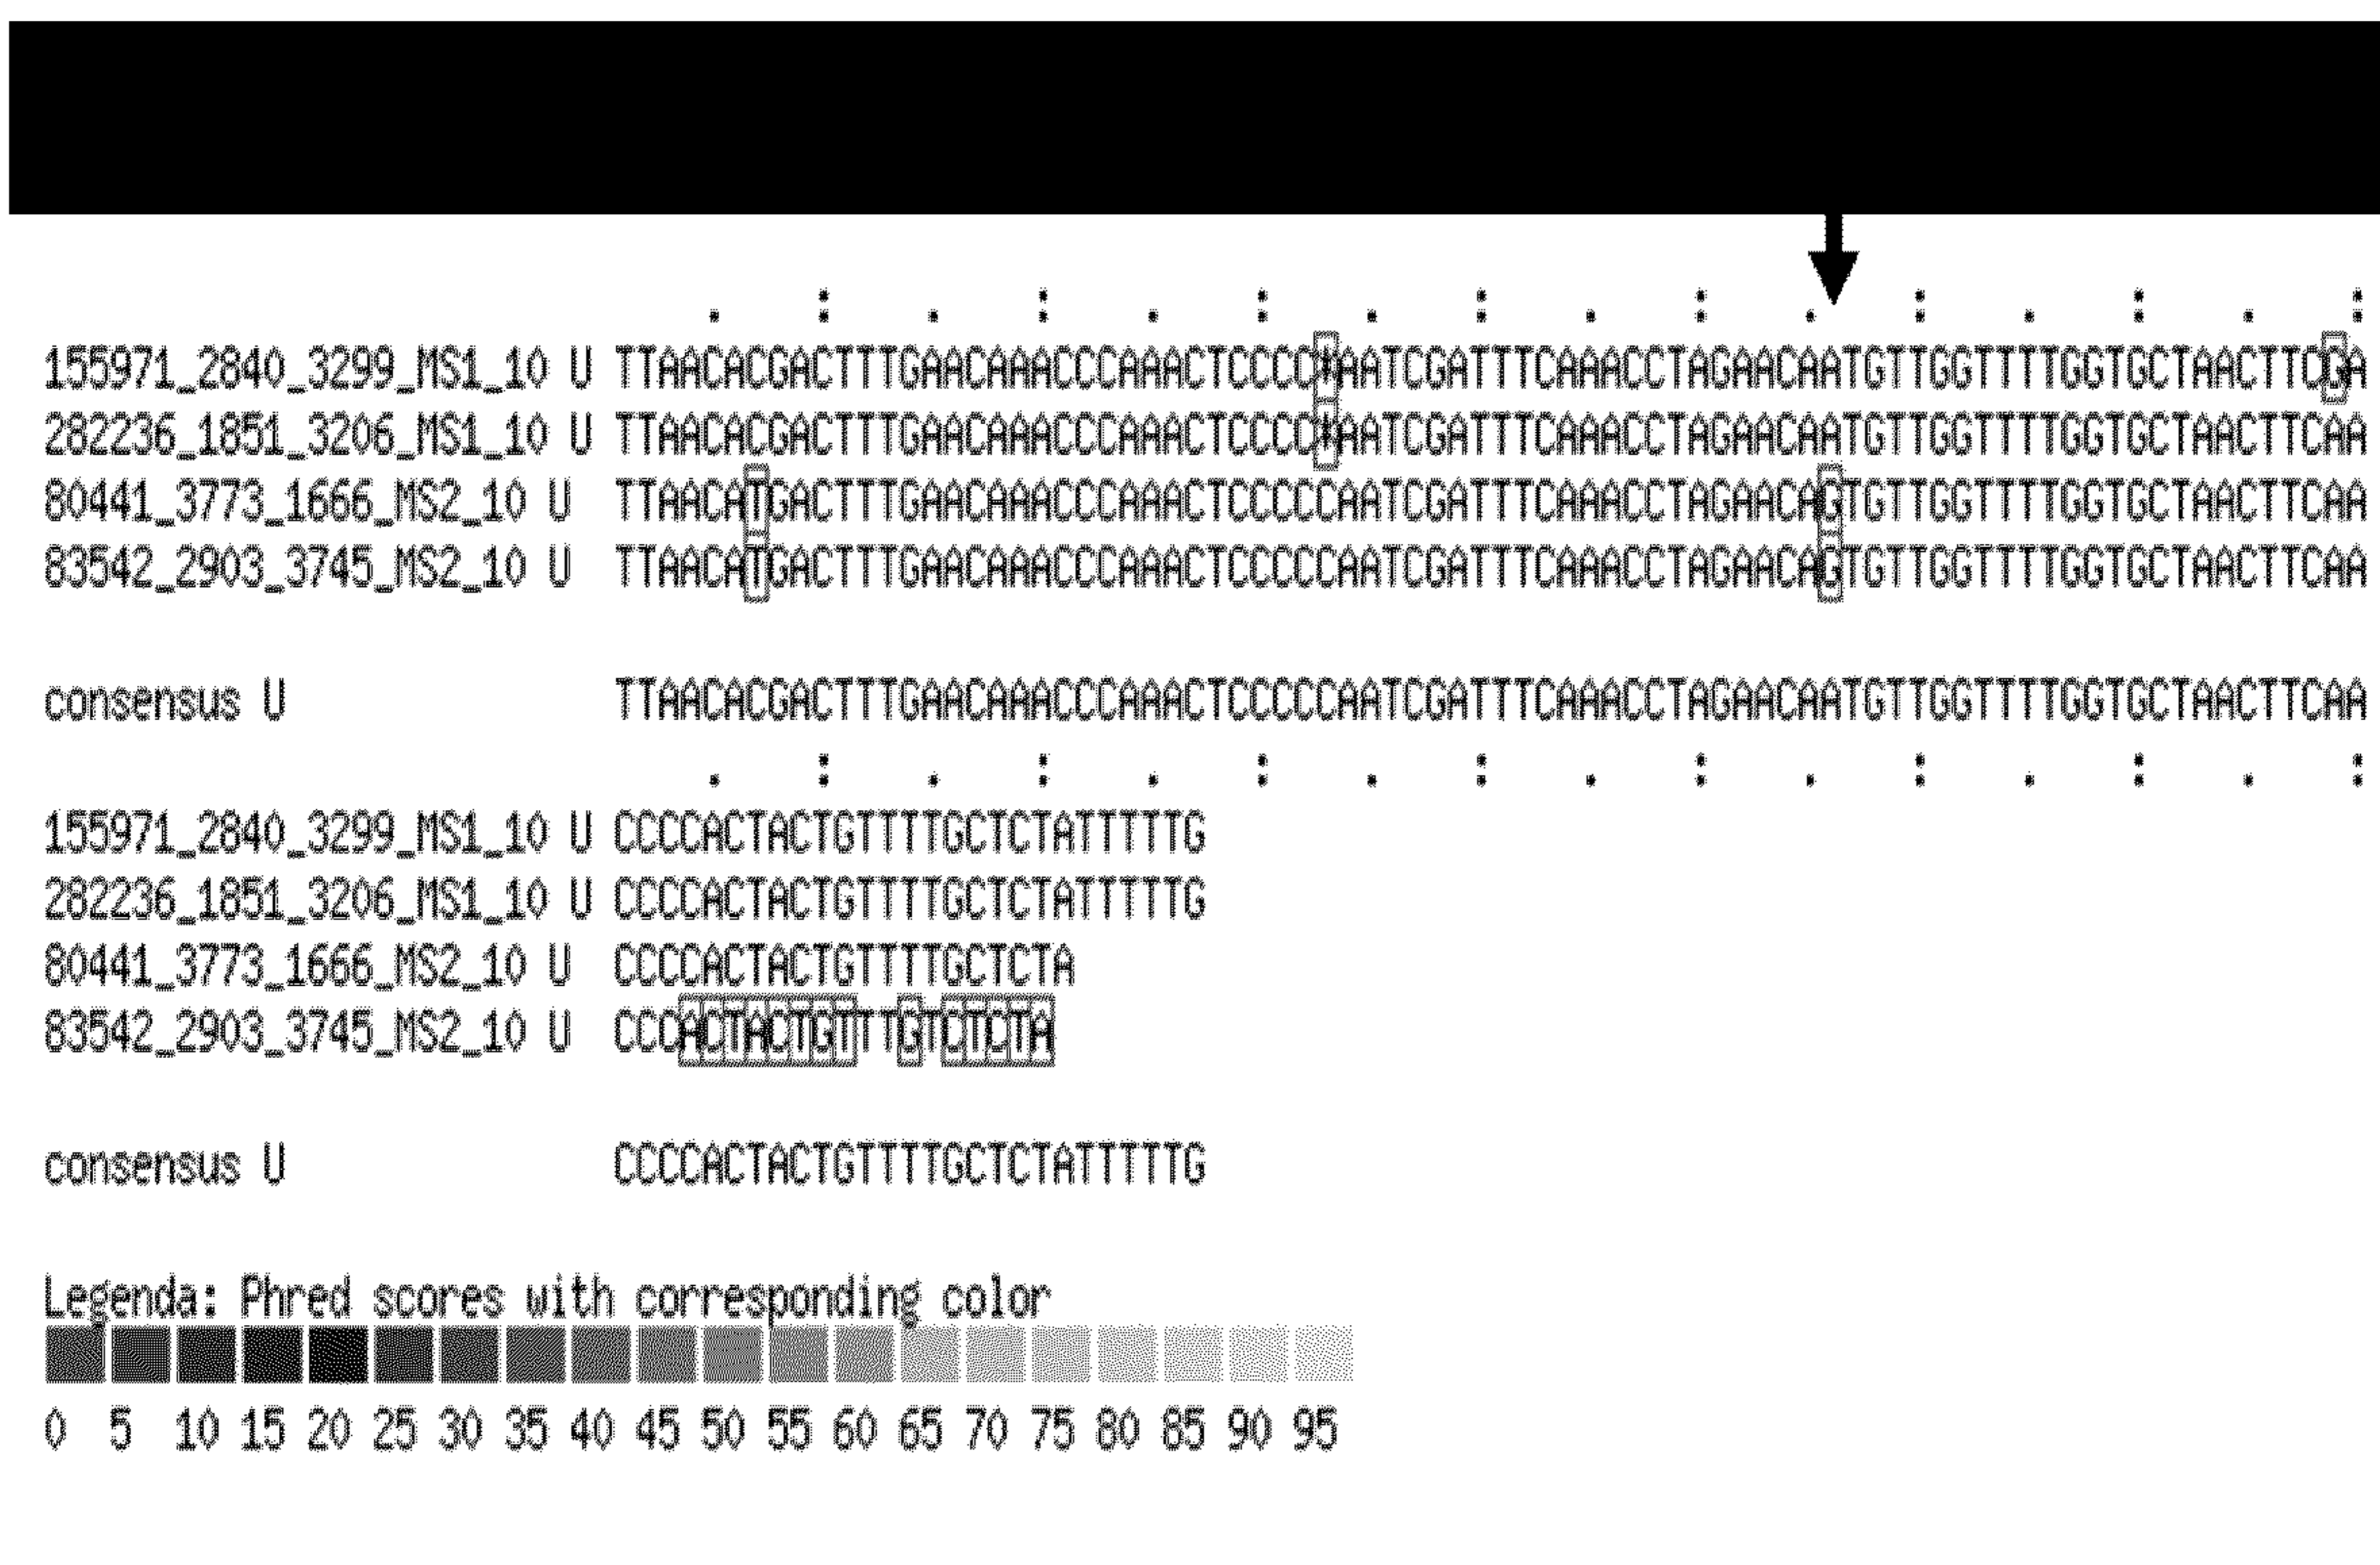 155971_2840_3299_MS1_10 U TTAACACGACTTTGAACAAACCCAAACTCCCC*AATCGATTTCAAACCTAGAACAATGTTGGTTTTGGTGCTAACTTCGA
282236_1851_3206_MS1_10 U TTAACACGACTTTGAACAAACCCAAACTCCCC*AATCGATTTCAAACCTAGAACAATGTTGGTTTTGGTGCTAACTTCAA
80441_3773_1666_MS2_10 U TTAACATGACTTTGAACAAACCCAAACTCCCCCAATCGATTTCAAACCTAGAACAGTGTTGGTTTTGGTGCTAACTTCAA
83542_2903_3745_MS2_10 U TTAACATGACTTTGAACAAACCCAAACTCCCCCAATCGATTTCAAACCTAGAACAGTGTTGGTTTTGGTGCTAACTTCAA
consensus U TTAACACGACTTTGAACAAACCCAAACTCCCCCAATCGATTTCAAACCTAGAACAATGTTGGTTTTGGTGCTAACTTCAA
155971_2840_3299_MS1_10 U CCCCACTACTGTTTTGCTCTATTTTTG
282236_1851_3206_MS1_10 U CCCCACTACTGTTTTGCTCTATTTTTG
80441_3773_1666_MS2_10 U CCCCACTACTGTTTTGCTCTA
83542_2903_3745_MS2_10 U CCCACTACTGTTTGTCTCTA
consensus U CCCCACTACTGTTTTGCTCTATTTTTG
Legenda: Phred scores with corresponding color
0 5 10 15 20 25 30 35 40 45 50 55 60 65 70 75 80 85 90 95